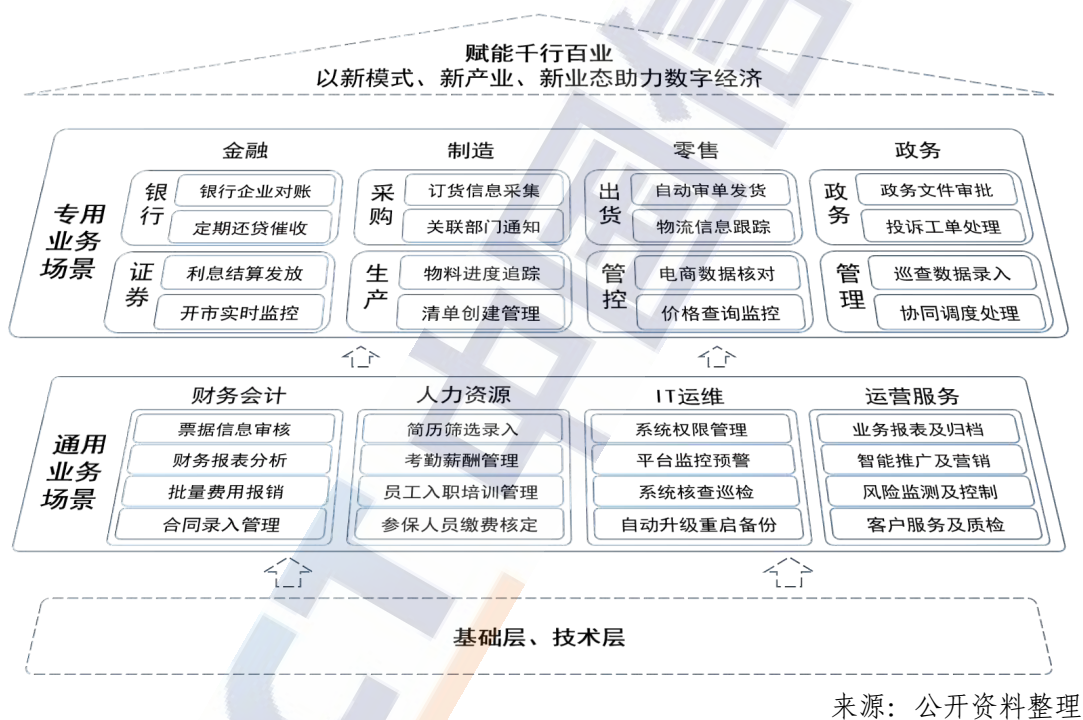 赋能千行百业
以新模式、新产业、新业态助力数字经济
专用
业务
场景
金融
银行
银行企业对账
定期还贷催收
证券
利息结算发放
开市实时监控
制造
采购
订货信息采集
关联部门通知
生产
物料进度追踪
清单创建管理
零售
出货
自动审单发货
物流信息跟踪
管控
电商数据核对
价格查询监控
政务
政务
政务文件审批
投诉工单处理
管理
巡查数据录入
协同调度处理
通用
业务
场景
财务会计
票据信息审核
财务报表分析
批量费用报销
合同录入管理
人力资源
简历筛选录入
考勤薪酬管理
员工入职培训管理
参保人员缴费核定
IT运维
系统权限管理
平台监控预警
系统核查巡检
自动升级重启备份
运营服务
业务报表及归档
智能推广及营销
风险监测及控制
客户服务及质检
基础层、技术层
来源：公开资料整理